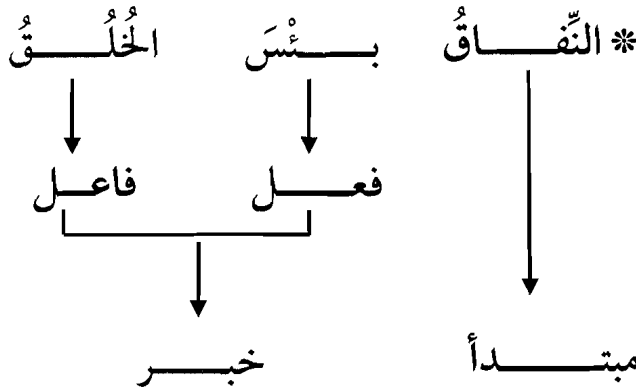 * النِّفاقُ بِئْسَ الخُلُقُ
فعل فاعل
مبتدأ خبر